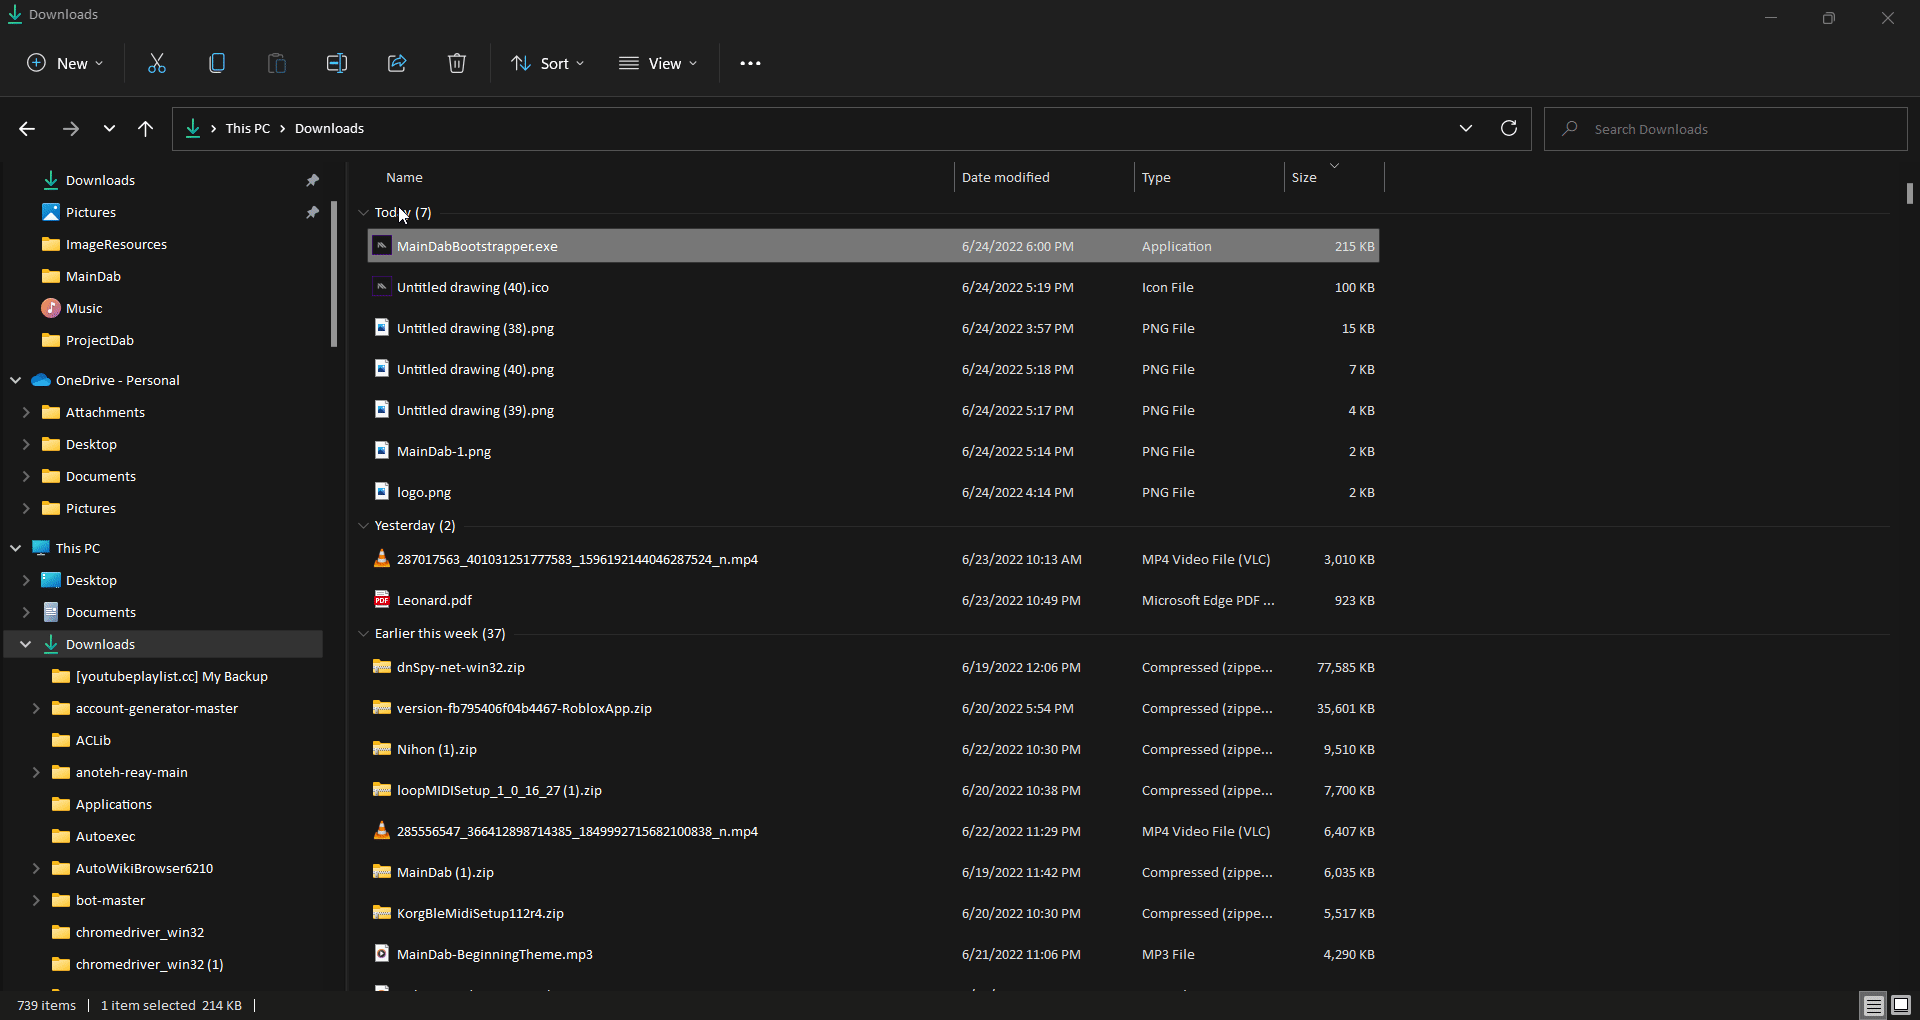 Downloads
New
Sort
View
This PC > Downloads
Search Downloads
Downloads
Pictures
ImageResources
MainDab
Music
ProjectDab
OneDrive - Personal
Attachments
Desktop
Documents
Pictures
This PC
Desktop
Documents
Downloads
[youtubeplaylist.cc] My Backup
account-generator-master
ACLib
anoteh-reay-main
Applications
Autoexec
AutoWikiBrowser6210
bot-master
chromedriver_win32
chromedriver_win32 (1)
Name Date modified Type Size
Today (7)
MainDabBootstrapper.exe 6/24/2022 6:00 PM Application 215 KB
Untitled drawing (40).ico 6/24/2022 5:19 PM Icon File 100 KB
Untitled drawing (38).png 6/24/2022 3:57 PM PNG File 15 KB
Untitled drawing (40).png 6/24/2022 5:18 PM PNG File 7 KB
Untitled drawing (39).png 6/24/2022 5:17 PM PNG File 4 KB
MainDab-1.png 6/24/2022 5:14 PM PNG File 2 KB
logo.png 6/24/2022 4:14 PM PNG File 2 KB
Yesterday (2)
287017563_401031251777583_1596192144046287524_n.mp4 6/23/2022 10:13 AM MP4 Video File (VLC) 3,010 KB
Leonard.pdf 6/23/2022 10:49 PM Microsoft Edge PDF ... 923 KB
Earlier this week (37)
dnSpy-net-win32.zip 6/19/2022 12:06 PM Compressed (zippe... 77,585 KB
version-fb795406f04b4467-RobloxApp.zip 6/20/2022 5:54 PM Compressed (zippe... 35,601 KB
Nihon (1).zip 6/22/2022 10:30 PM Compressed (zippe... 9,510 KB
loopMIDISetup_1_0_16_27 (1).zip 6/20/2022 10:38 PM Compressed (zippe... 7,700 KB
285556547_366412898714385_1849992715682100838_n.mp4 6/22/2022 11:29 PM MP4 Video File (VLC) 6,407 KB
MainDab (1).zip 6/19/2022 11:42 PM Compressed (zippe... 6,035 KB
KorgBleMidiSetup112r4.zip 6/20/2022 10:30 PM Compressed (zippe... 5,517 KB
MainDab-BeginningTheme.mp3 6/21/2022 11:06 PM MP3 File 4,290 KB
739 items 1 item selected 214 KB